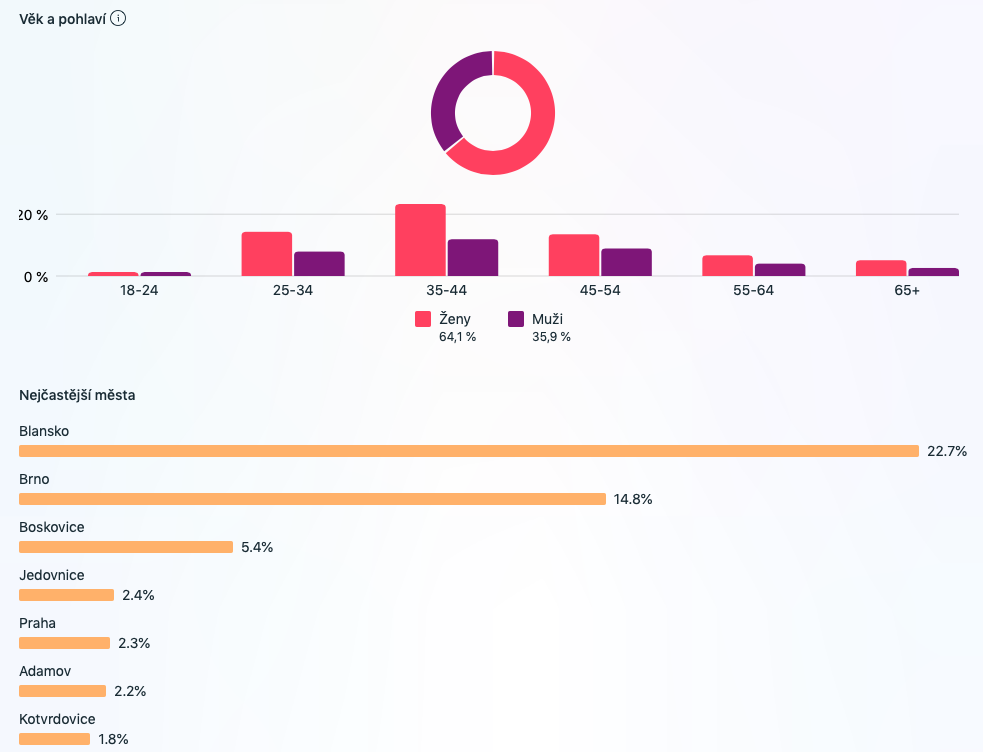 Věk a pohlaví
20 %
0 %
18-24 25-34 35-44 45-54 55-64 65+
Ženy Muži
64,1 % 35,9 %
Nejčastější města
Blansko
22.7%
Brno
14.8%
Boskovice
5.4%
Jedovnice
2.4%
Praha
2.3%
Adamov
2.2%
Kotvrdovice
1.8%